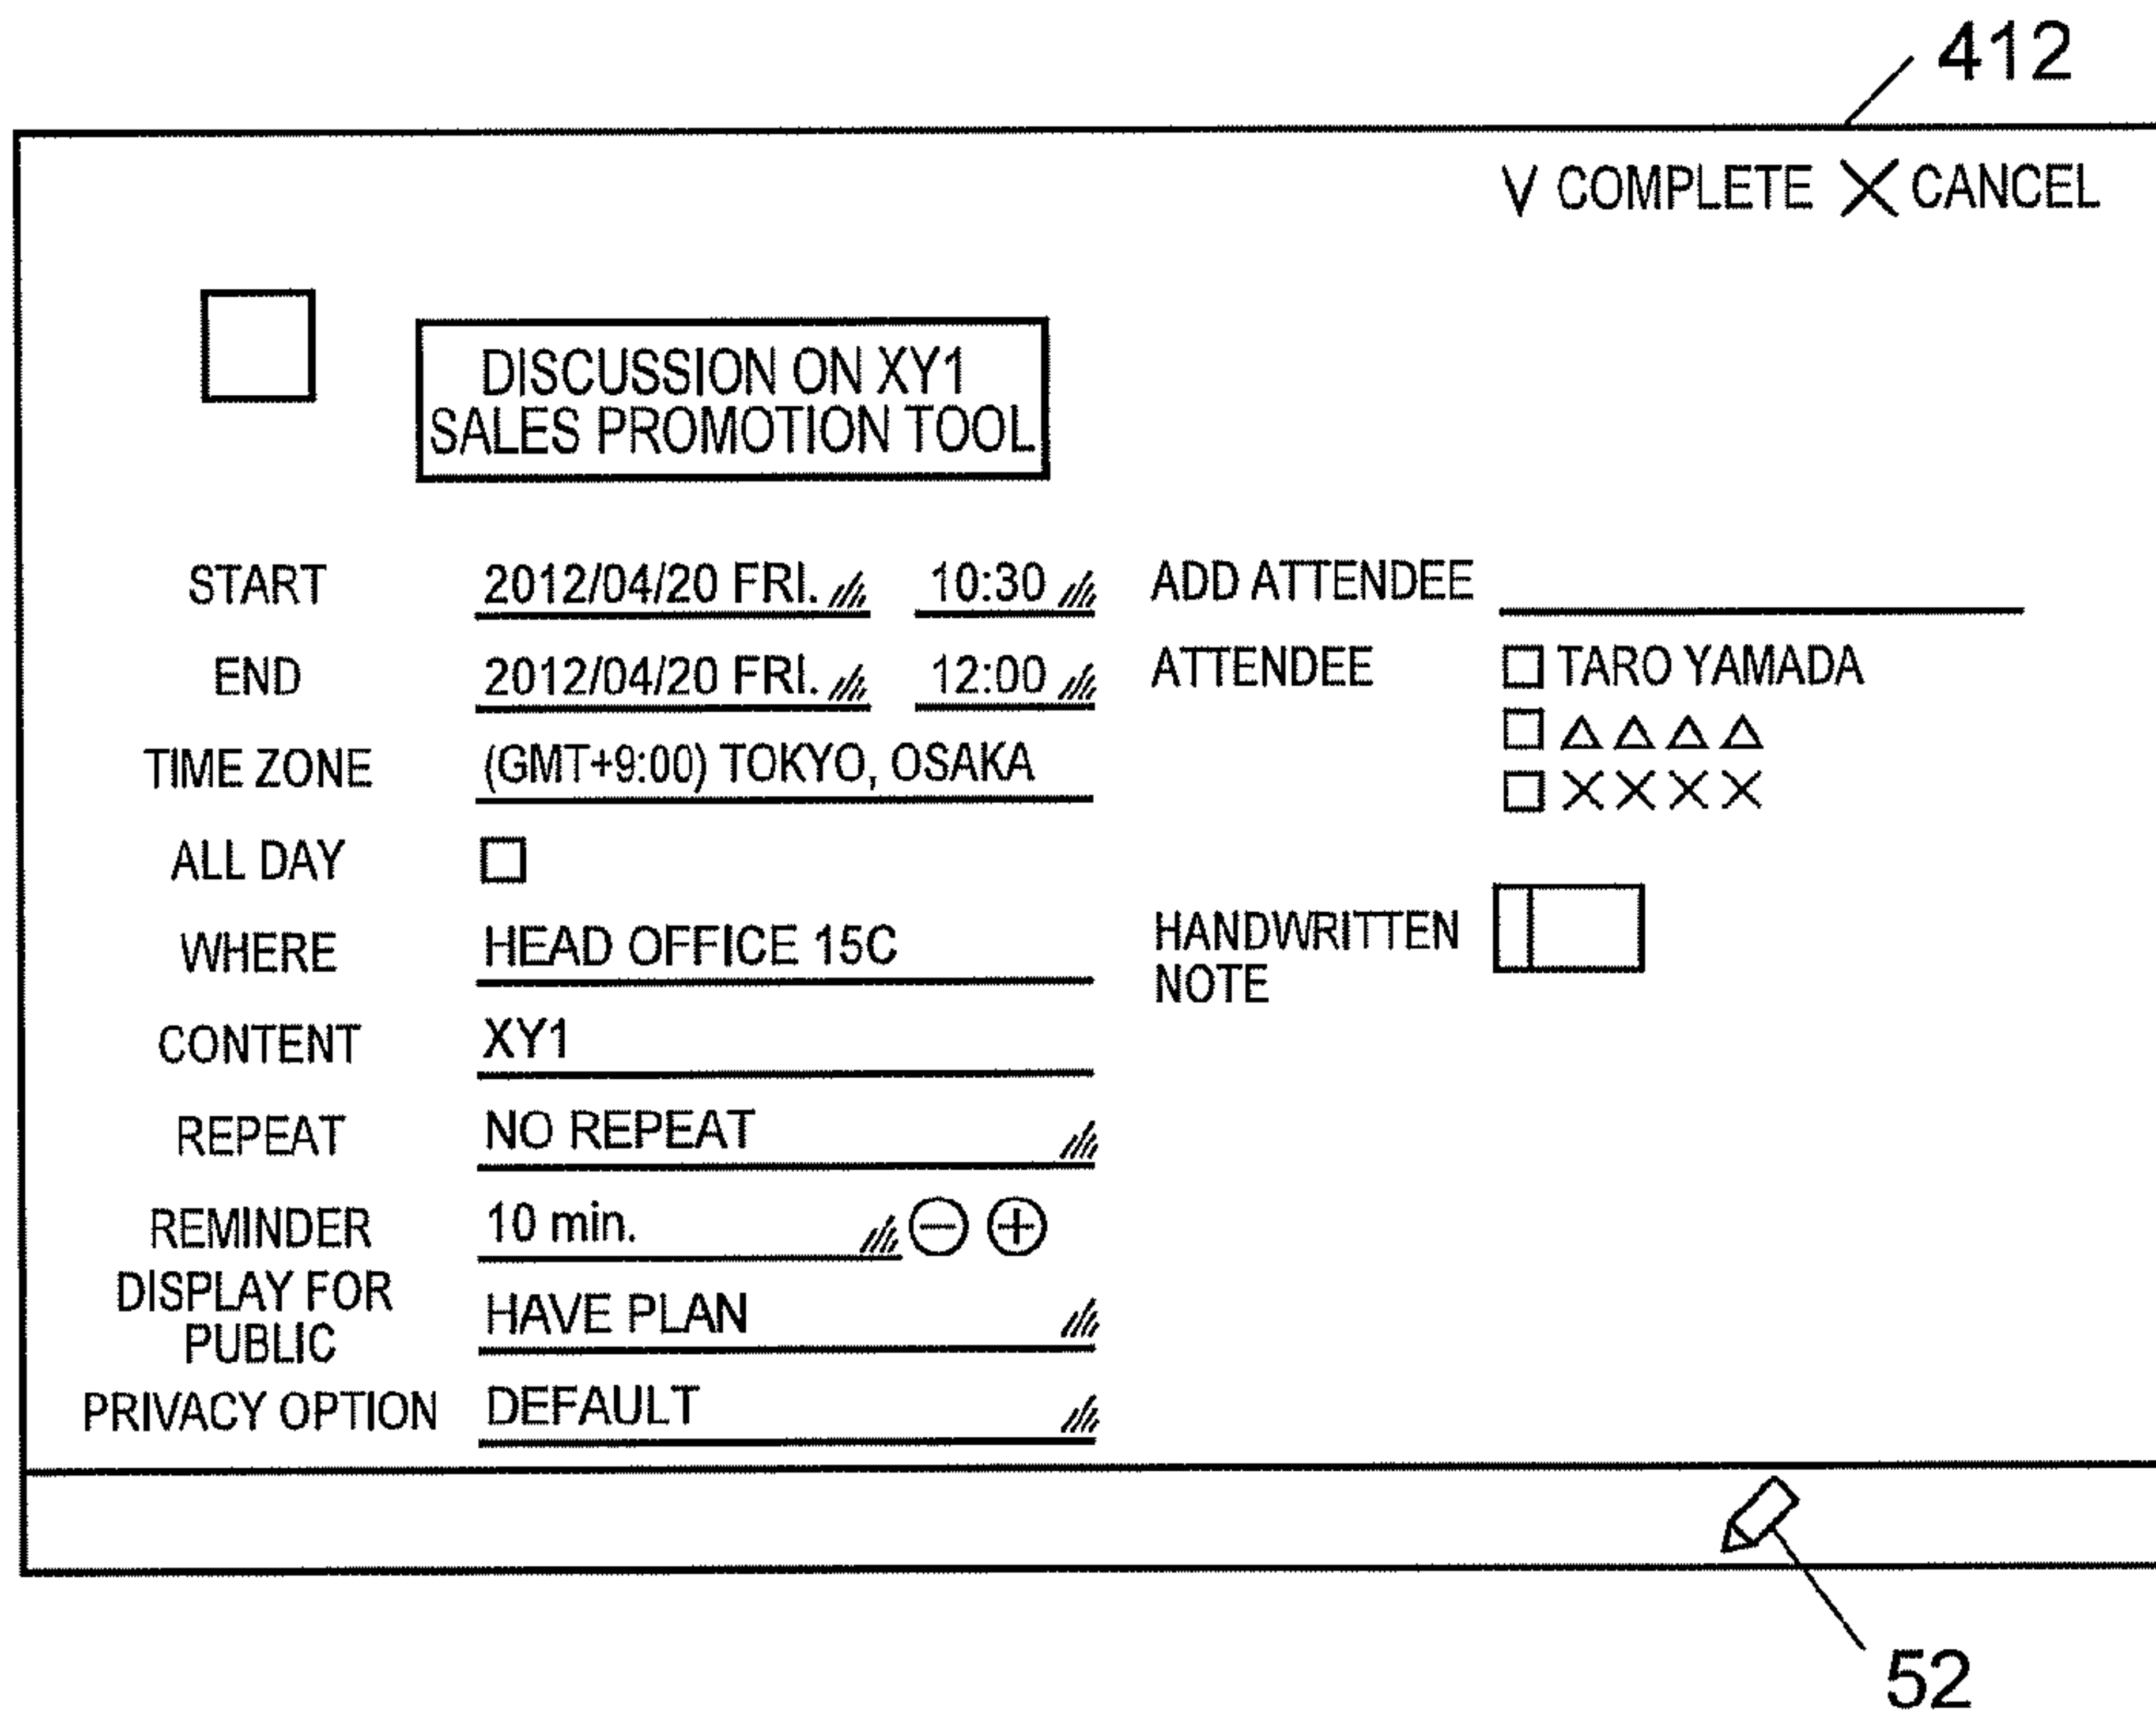 412
V COMPLETE X CANCEL
DISCUSSION ON XY1
SALES PROMOTION TOOL
START 2012/04/20 FRI. 10:30
END 2012/04/20 FRI. 12:00
TIME ZONE (GMT+9:00) TOKYO, OSAKA
ALL DAY
WHERE HEAD OFFICE 15C
CONTENT XY1
REPEAT NO REPEAT
REMINDER 10 min.
DISPLAY FOR
PUBLIC HAVE PLAN
PRIVACY OPTION DEFAULT
ADD ATTENDEE
ATTENDEE □ TARO YAMADA
□ △△△△
□ ××××
HANDWRITTEN
NOTE
52